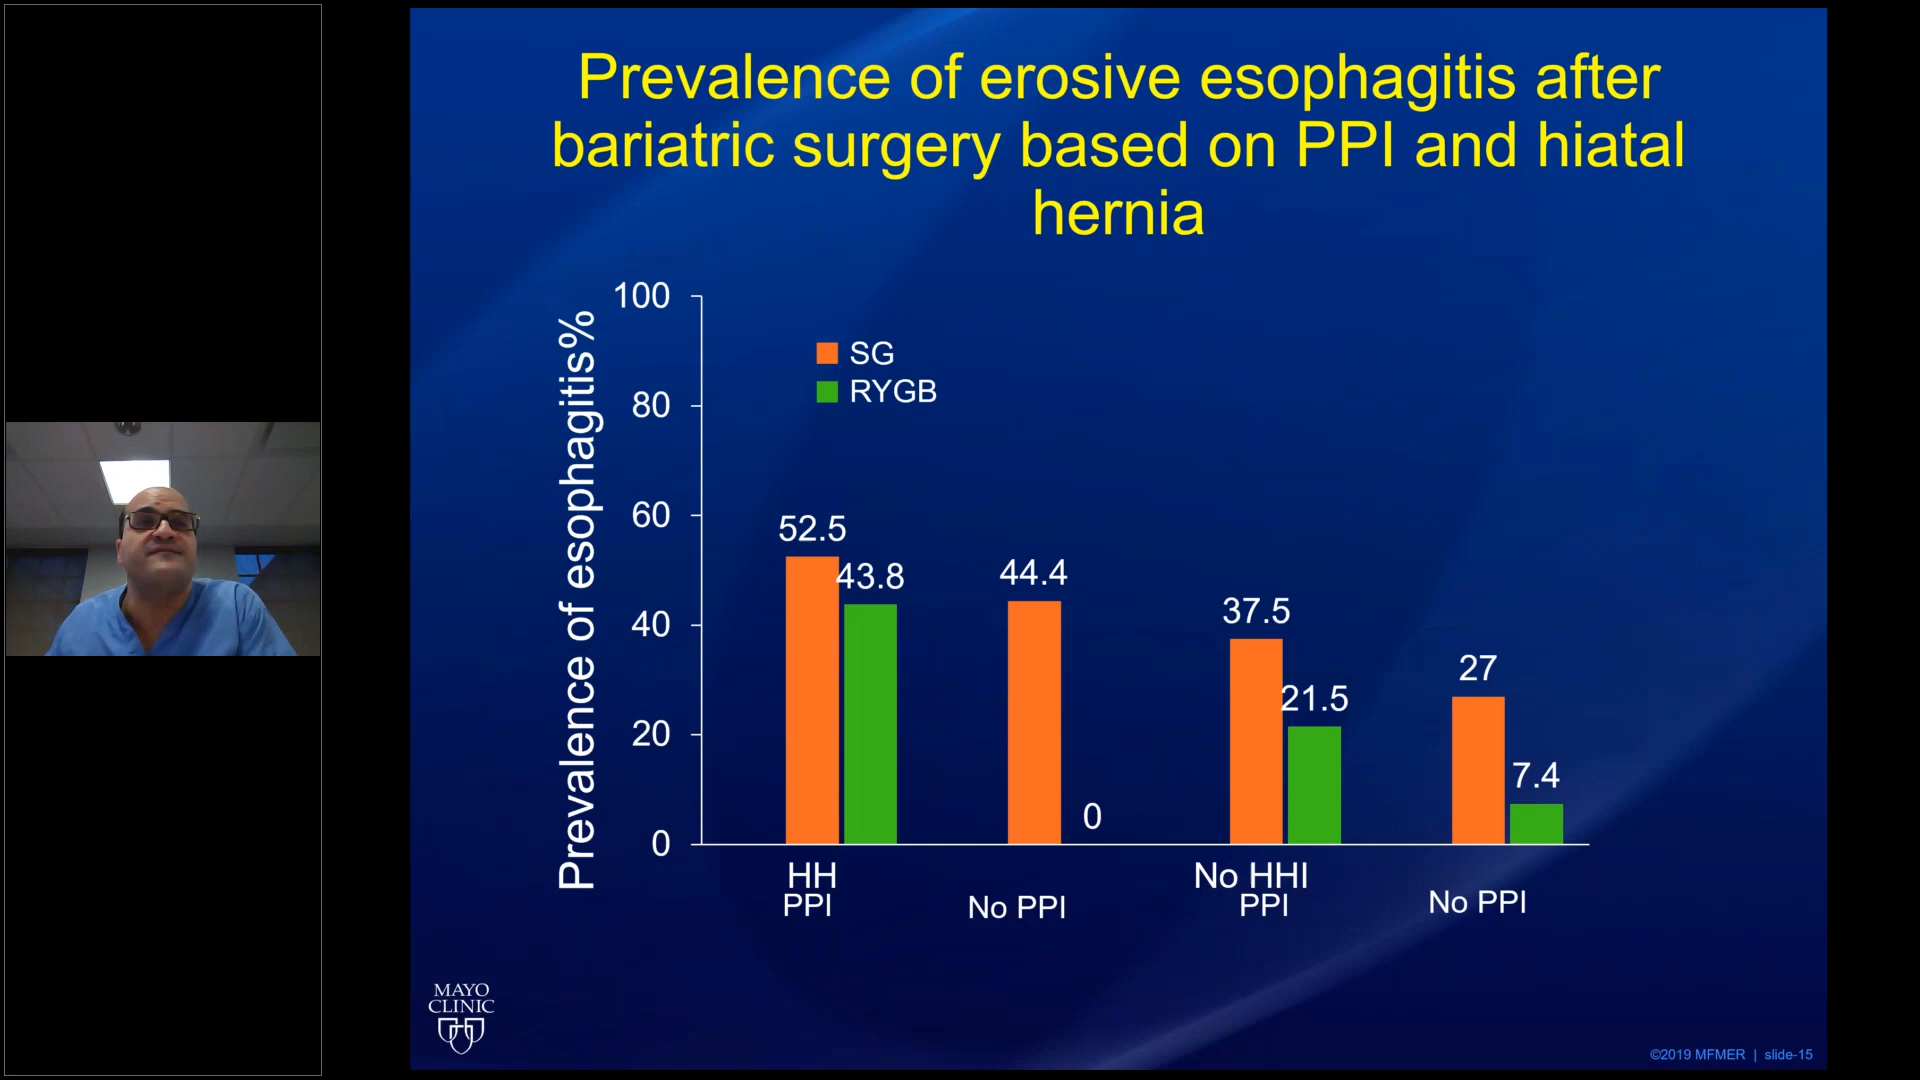 Prevalence of erosive esophagitis after
bariatric surgery based on PPI and hiatal
hernia
Prevalence of esophagitis%
100
80
60
40
20
0
SG
RYGB
52.5
43.8
44.4
0
37.5
21.5
27
7.4
HH
PPI
No PPI
No HHI
PPI
No PPI
MAYO
CLINIC
©2019 MFMER | slide-15